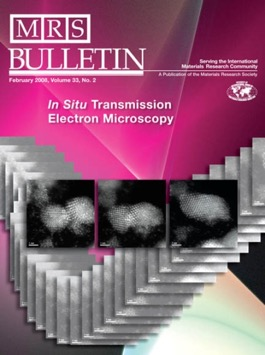 MRS
BULLETIN
February 2008, Volume 33, No. 2
Serving the International
Materials Research Community
A Publication of the Materials Research Society
In Situ Transmission
Electron Microscopy